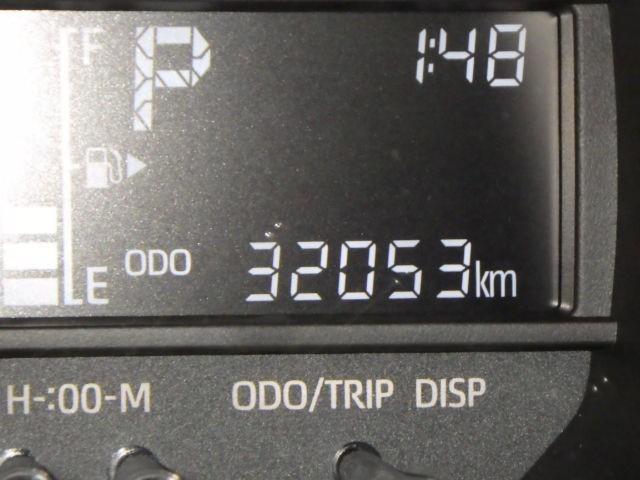 F P 1:48
ODO 32053km
E
H-:00-M ODO/TRIP DISP